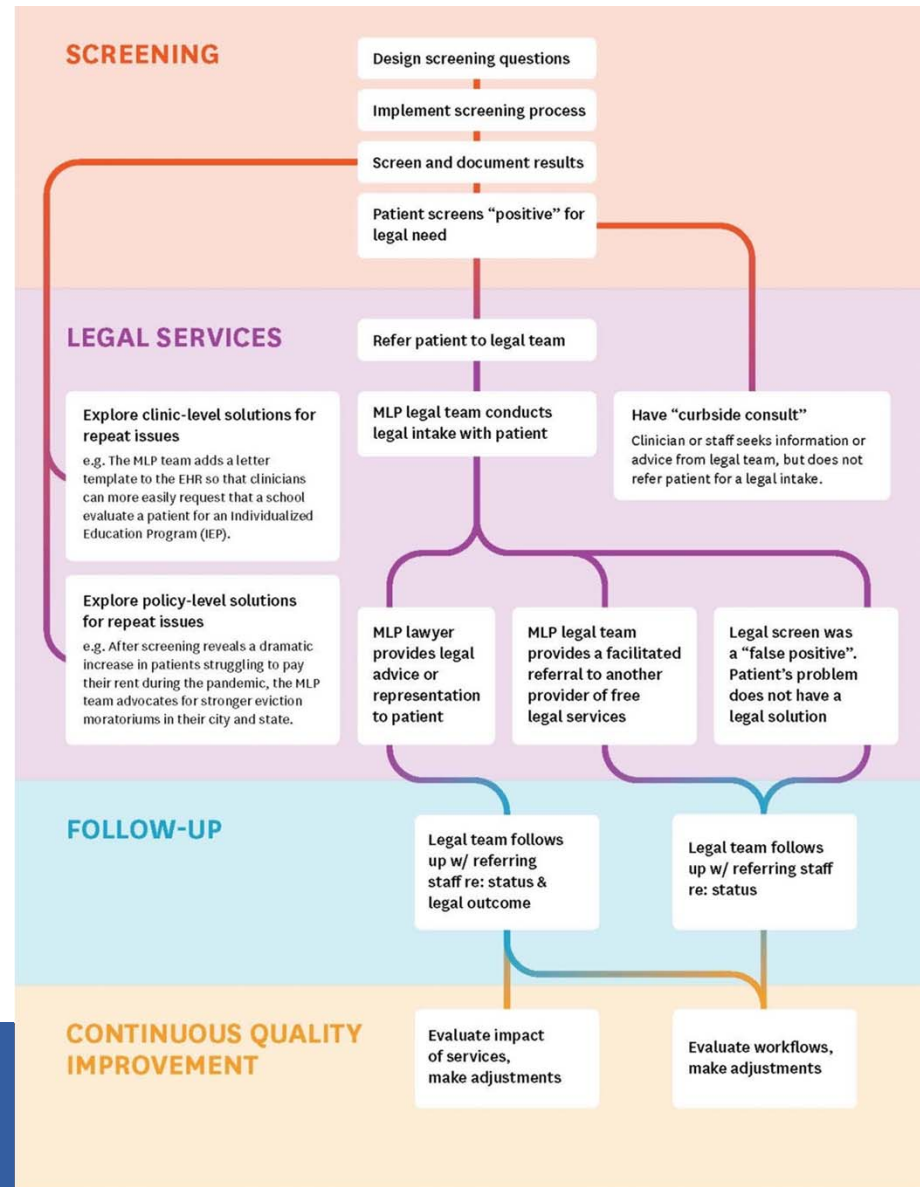 SCREENING
Design screening questions
Implement screening process
Screen and document results
Patient screens “positive” for
legal need
LEGAL SERVICES
Refer patient to legal team
Explore clinic-level solutions for
repeat issues
e.g. The MLP team adds a letter
template to the EHR so that clinicians
can more easily request that a school
evaluate a patient for an Individualized
Education Program (IEP).
MLP legal team conducts
legal intake with patient
Have “curbside consult”
Clinician or staff seeks information or
advice from legal team, but does not
refer patient for a legal intake.
Explore policy-level solutions
for repeat issues
e.g. After screening reveals a dramatic
increase in patients struggling to pay
their rent during the pandemic, the MLP
team advocates for stronger eviction
moratoriums in their city and state.
MLP lawyer
provides legal
advice or
representation
to patient
MLP legal team
provides a facilitated
referral to another
provider of free
legal services
Legal screen was
a “false positive”.
Patient’s problem
does not have a
legal solution
FOLLOW-UP
Legal team follows
up w/ referring
staff re: status &
legal outcome
Legal team follows
up w/ referring staff
re: status
CONTINUOUS QUALITY
IMPROVEMENT
Evaluate impact
of services,
make adjustments
Evaluate workflows,
make adjustments